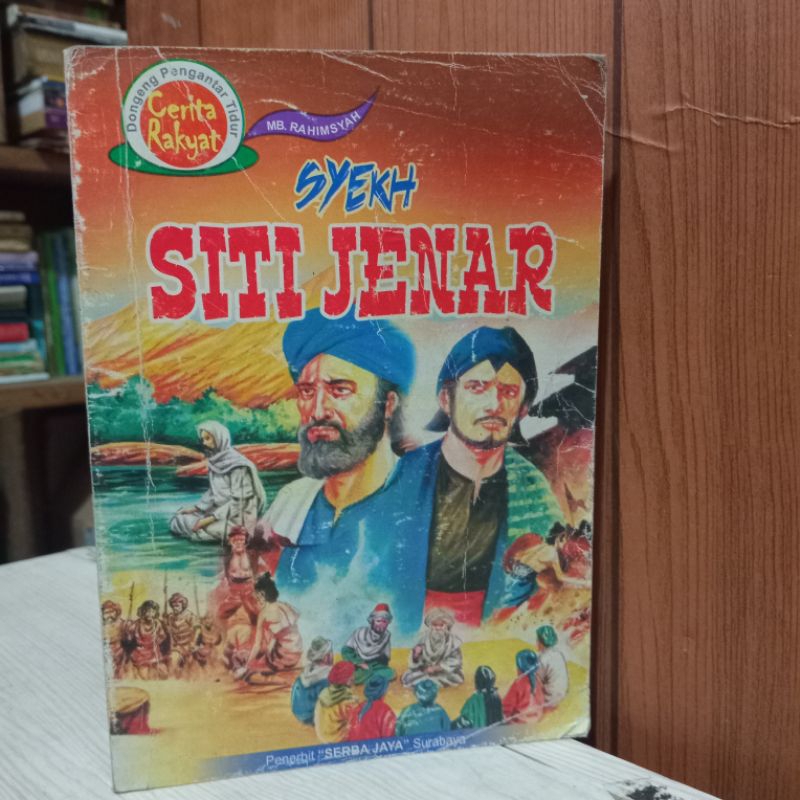 Dongeng Pengantar Tidur
Cerita
Rakyat
MB. RAHIMSYAH
SYEKH
SITI JENAR
Penerbit "SERBA JAYA" Surabaya